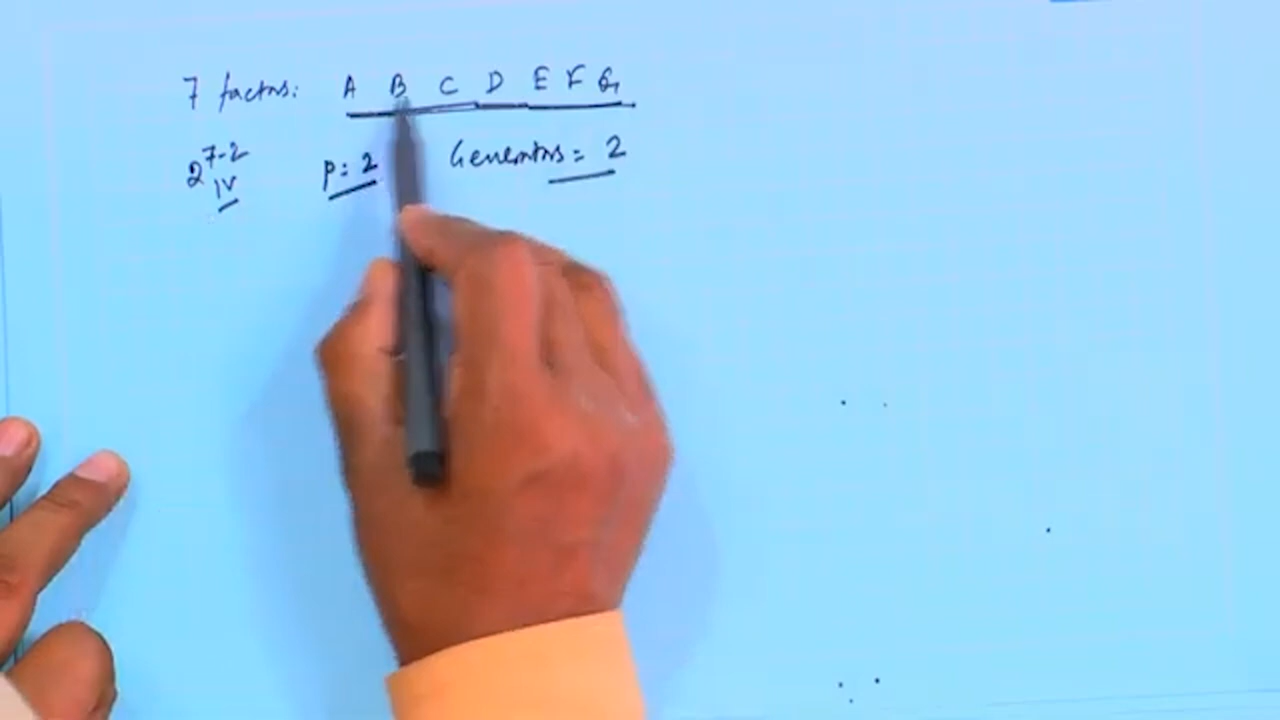 7 factors: A B C D E F G
2^{7-2}_{IV} p = 2 Generators = 2